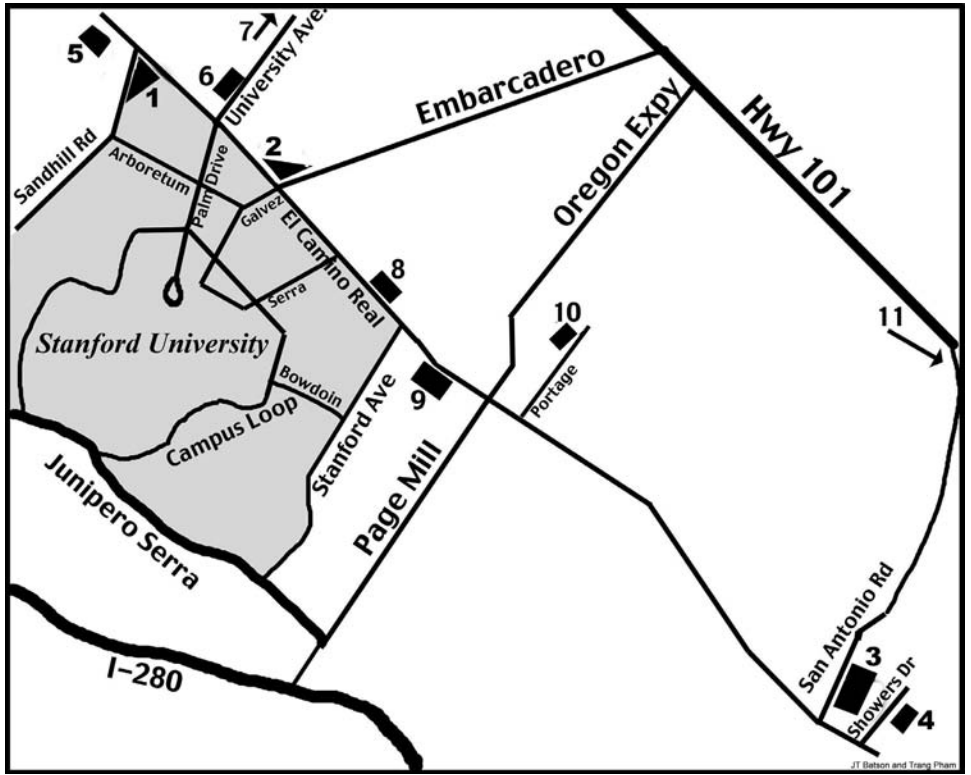 7
5
6
University Ave.
1
2
Embarcadero
Sandhill Rd
Arboretum
Palm Drive
Galvez
Oregon Expy
Hwy 101
El Camino Real
8
Serra
10
11
Stanford University
Bowdoin
9
Portage
Campus Loop
Stanford Ave
Junipero Serra
Page Mill
I-280
San Antonio Rd
3
Showers Dr
4
JT Batson and Trang Pham